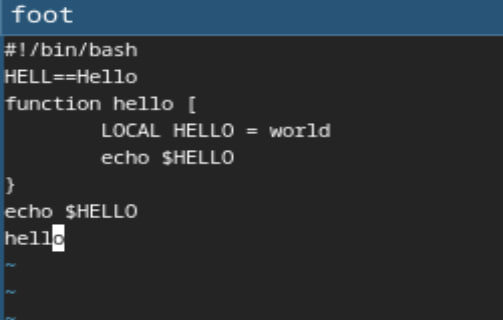 foot
#!/bin/bash
HELL==Hello
function hello [
        LOCAL HELLO = world
        echo $HELLO
}
echo $HELLO
hello
~
~
~